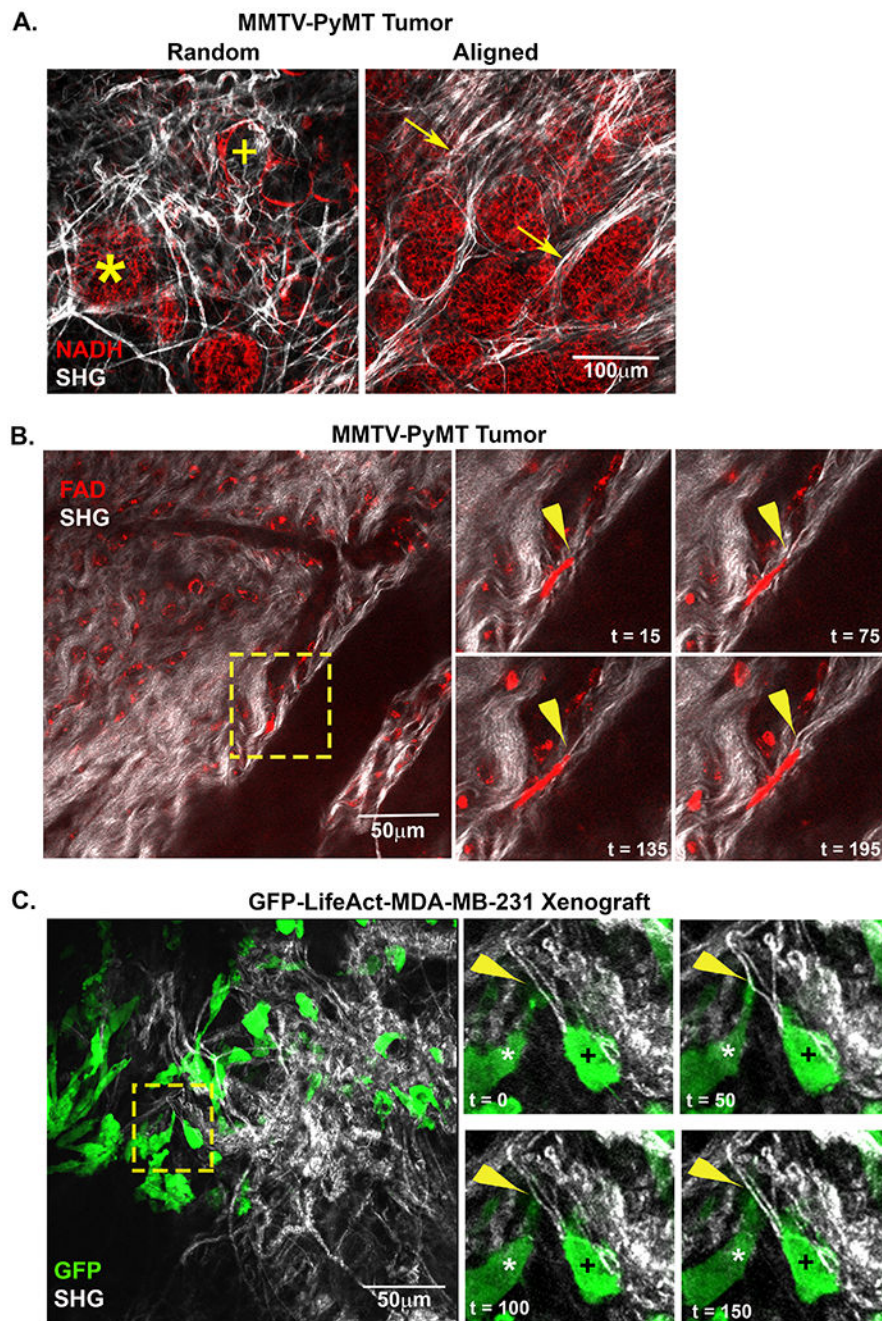 A.
MMTV-PyMT Tumor
Random Aligned
+
*
NADH
SHG
100μm
B.
MMTV-PyMT Tumor
FAD
SHG
50μm
t = 15
t = 75
t = 135
t = 195
C.
GFP-LifeAct-MDA-MB-231 Xenograft
GFP
SHG
50μm
* +
t = 0
* +
t = 50
* +
t = 100
* +
t = 150